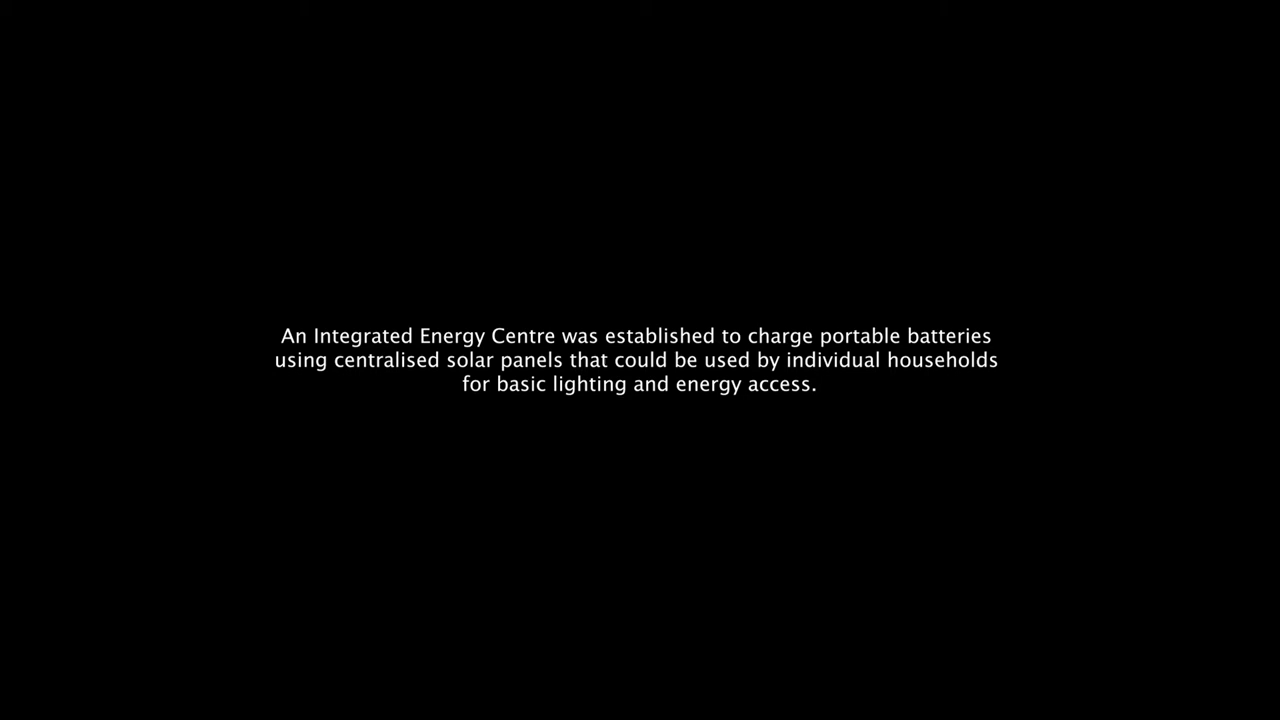 An Integrated Energy Centre was established to charge portable batteries
using centralised solar panels that could be used by individual households
for basic lighting and energy access.